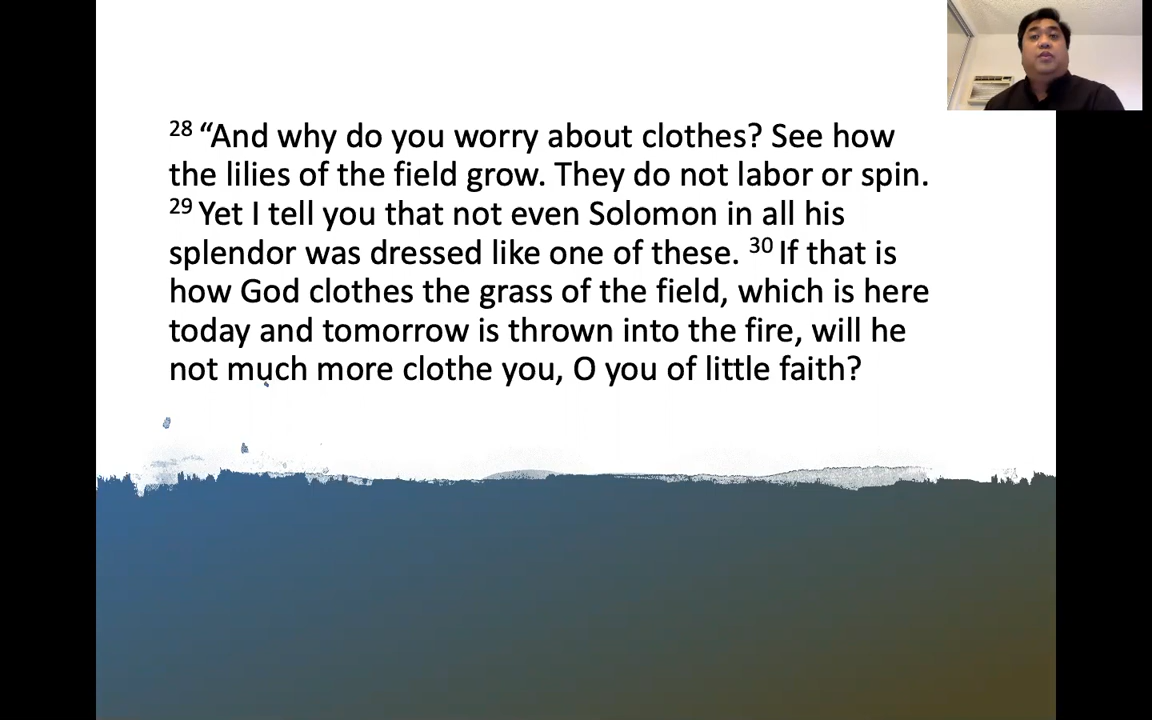 28 “And why do you worry about clothes? See how
the lilies of the field grow. They do not labor or spin.
29 Yet I tell you that not even Solomon in all his
splendor was dressed like one of these. 30 If that is
how God clothes the grass of the field, which is here
today and tomorrow is thrown into the fire, will he
not much more clothe you, O you of little faith?